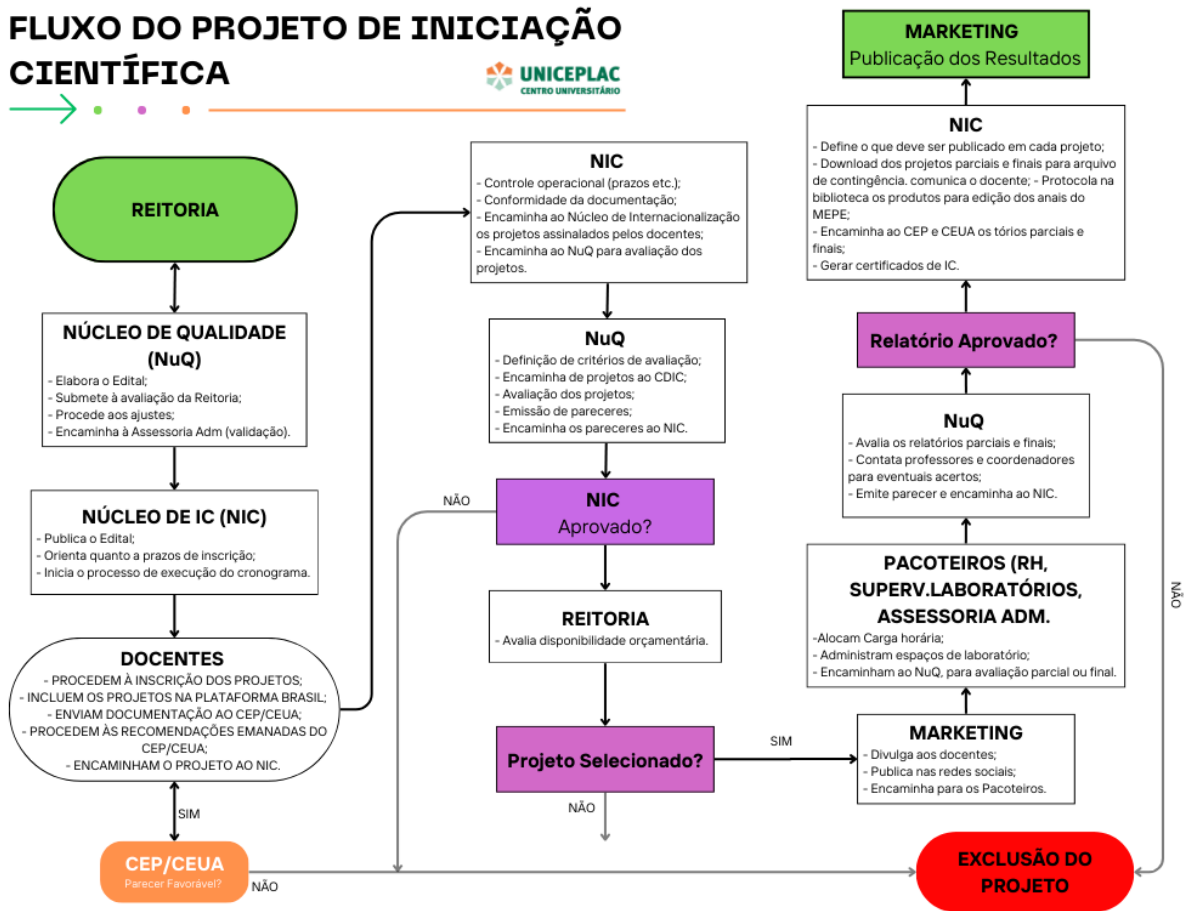 FLUXO DO PROJETO DE INICIAÇÃO
CIENTÍFICA
UNICEPLAC
CENTRO UNIVERSITÁRIO
REITORIA
NÚCLEO DE QUALIDADE
(NuQ)
- Elabora o Edital;
- Submete à avaliação da Reitoria;
- Procede aos ajustes;
- Encaminha à Assessoria Adm (validação).
NÚCLEO DE IC (NIC)
- Publica o Edital;
- Orienta quanto a prazos de inscrição;
- Inicia o processo de execução do cronograma.
DOCENTES
- PROCEDEM À INSCRIÇÃO DOS PROJETOS;
- INCLUEM OS PROJETOS NA PLATAFORMA BRASIL;
- ENVIAM DOCUMENTAÇÃO AO CEP/CEUA;
- PROCEDEM ÀS RECOMENDAÇÕES EMANADAS DO
CEP/CEUA;
- ENCAMINHAM O PROJETO AO NIC.
SIM
CEP/CEUA
Parecer Favorável?
NÃO
NIC
- Controle operacional (prazos etc.);
- Conformidade da documentação;
- Encaminha ao Núcleo de Internacionalização
os projetos assinalados pelos docentes;
- Encaminha ao NuQ para avaliação dos
projetos.
NuQ
- Definição de critérios de avaliação;
- Encaminha de projetos ao CDIC;
- Avaliação dos projetos;
- Emissão de pareceres;
- Encaminha os pareceres ao NIC.
NÃO
NIC
Aprovado?
REITORIA
- Avalia disponibilidade orçamentária.
Projeto Selecionado?
SIM
NÃO
MARKETING
- Divulga aos docentes;
- Publica nas redes sociais;
- Encaminha para os Pacoteiros.
PACOTEIROS (RH,
SUPERV.LABORATÓRIOS,
ASSESSORIA ADM.
-Alocam Carga horária;
- Administram espaços de laboratório;
- Encaminham ao NuQ, para avaliação parcial ou final.
NuQ
- Avalia os relatórios parciais e finais;
- Contata professores e coordenadores
para eventuais acertos;
- Emite parecer e encaminha ao NIC.
Relatório Aprovado?
NÃO
NIC
- Define o que deve ser publicado em cada projeto;
- Download dos projetos parciais e finais para arquivo
de contingência. comunica o docente; - Protocola na
biblioteca os produtos para edição dos anais do
MEPE;
- Encaminha ao CEP e CEUA os tórios parciais e
finais;
- Gerar certificados de IC.
MARKETING
Publicação dos Resultados
EXCLUSÃO DO
PROJETO